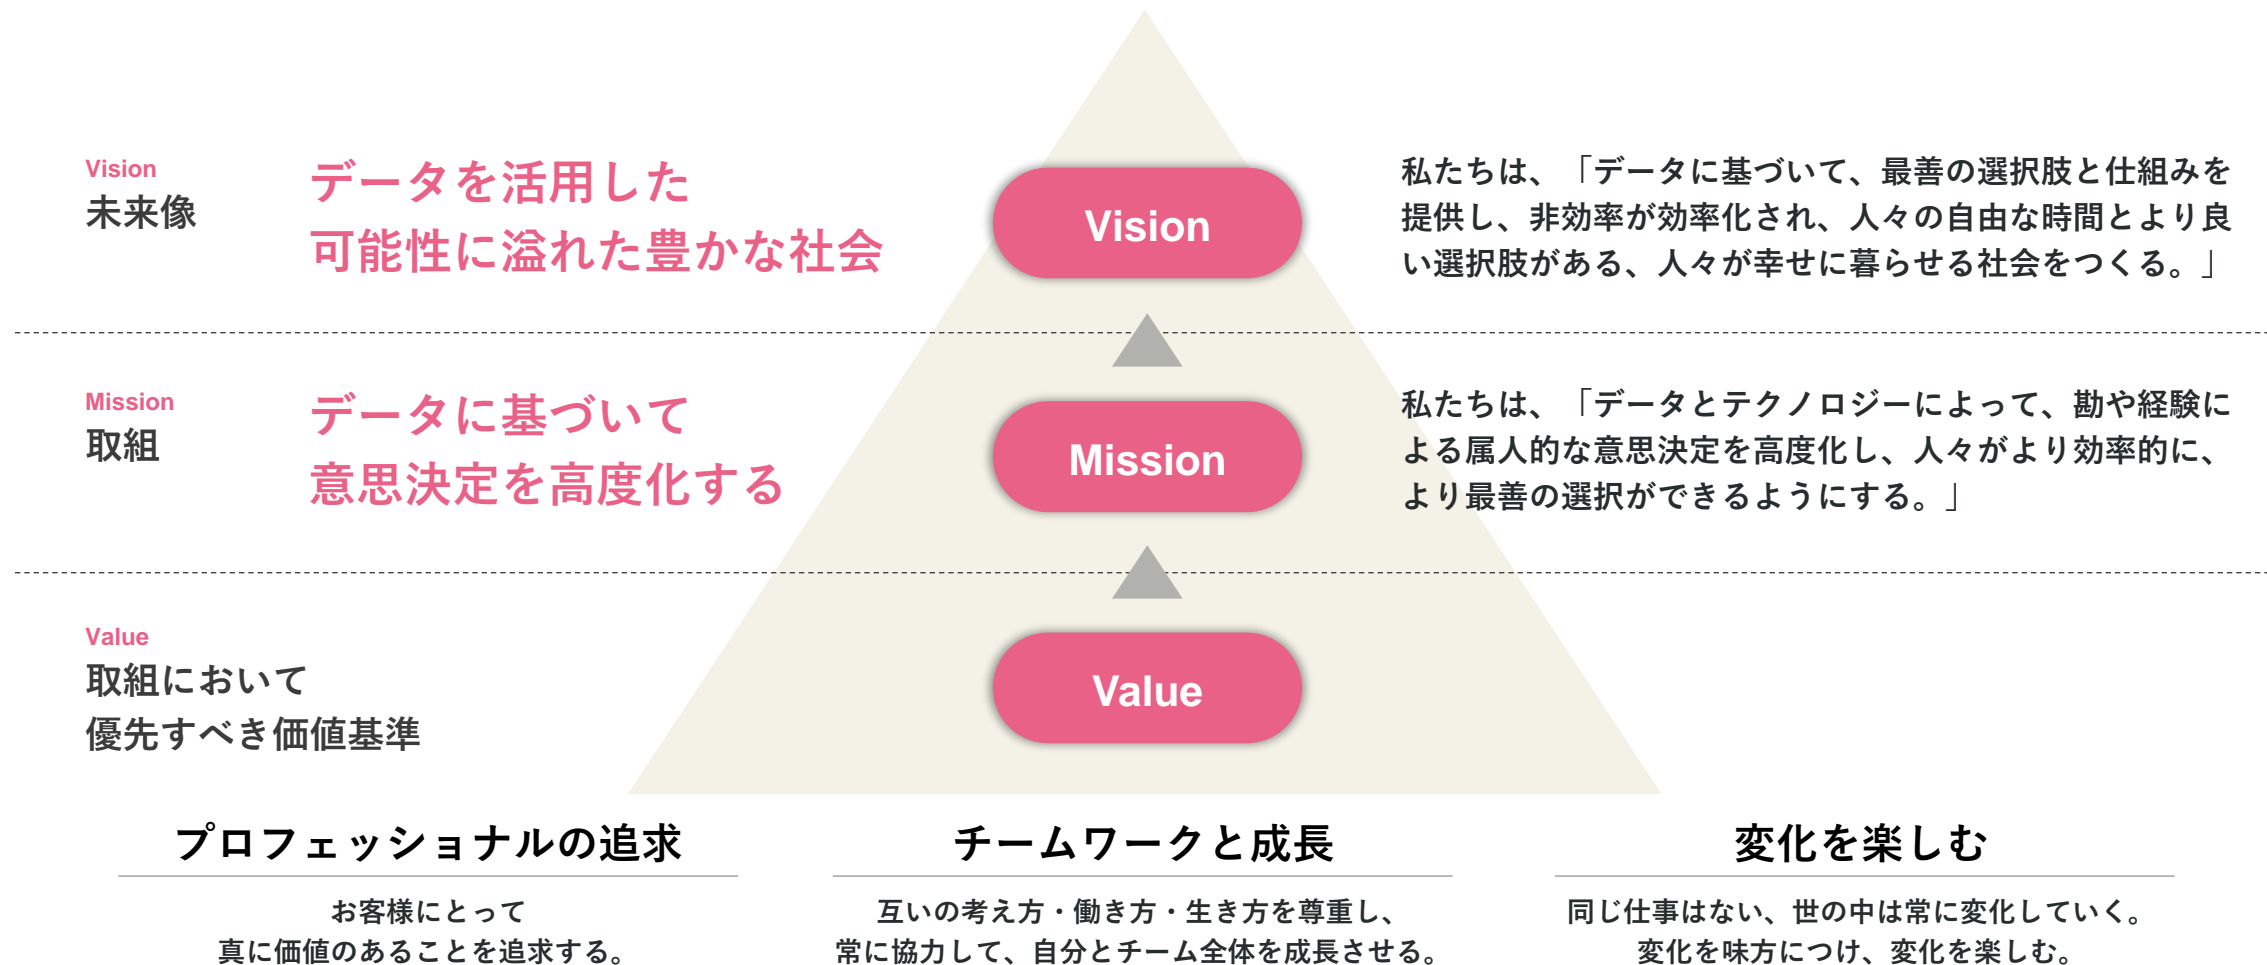 Vision
未来像
データを活用した
可能性に溢れた豊かな社会
Vision
私たちは、「データに基づいて、最善の選択肢と仕組みを
提供し、非効率が効率化され、人々の自由な時間とより良
い選択肢がある、人々が幸せに暮らせる社会をつくる。」
Mission
取組
データに基づいて
意思決定を高度化する
Mission
私たちは、「データとテクノロジーによって、勘や経験に
よる属人的な意思決定を高度化し、人々がより効率的に、
より最善の選択ができるようにする。」
Value
取組において
優先すべき価値基準
Value
プロフェッショナルの追求
お客様にとって
真に価値のあることを追求する。
チームワークと成長
互いの考え方・働き方・生き方を尊重し、
常に協力して、自分とチーム全体を成長させる。
変化を楽しむ
同じ仕事はない、世の中は常に変化していく。
変化を味方につけ、変化を楽しむ。